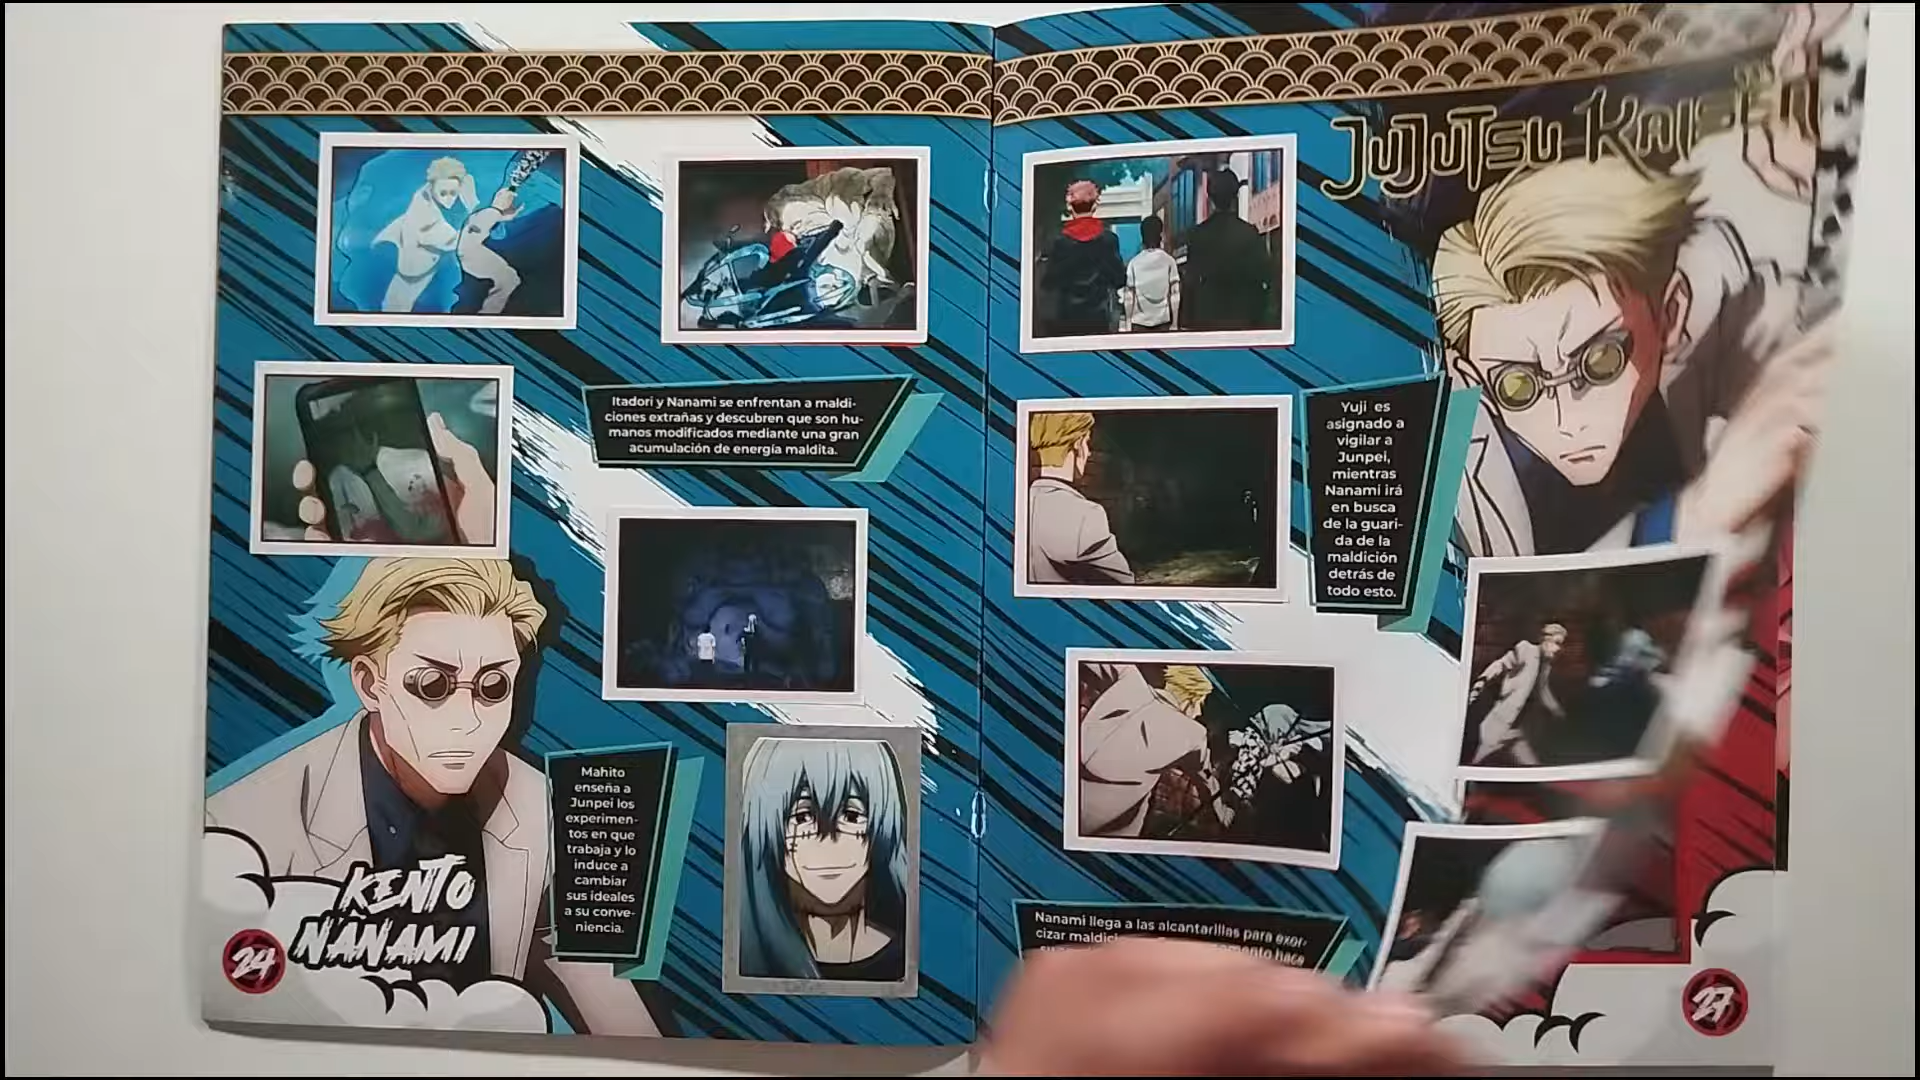 JUJUTSU KAISEN
Itadori y Nanami se enfrentan a maldi-
ciones extrañas y descubren que son hu-
manos modificados mediante una gran
acumulación de energía maldita.
Mahito
enseña a
Junpei los
experimen-
tos en que
trabaja y lo
induce a
cambiar
sus ideales
a su conve-
niencia.
KENTO
NANAMI
24
Yuji es
asignado a
vigilar a
Junpei,
mientras
Nanami irá
en busca
de la guari-
da de la
maldición
detrás de
todo esto.
Nanami llega a las alcantarillas para exor-
cizar
hace
27